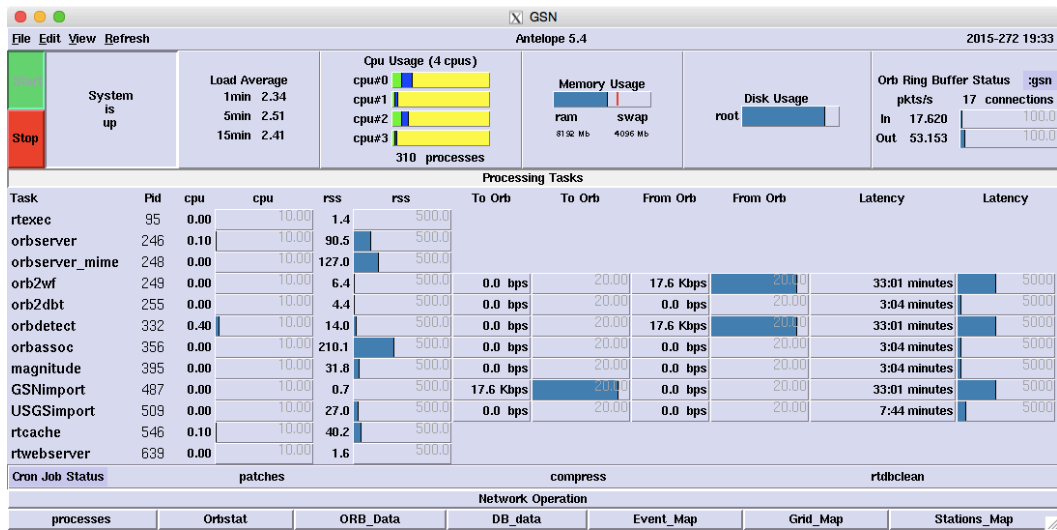 GSN
File Edit View Refresh Antelope 5.4 2015-272 19:33
Start
Stop
System
is
up
Load Average
1min 2.34
5min 2.51
15min 2.41
Cpu Usage (4 cpus)
cpu#0
cpu#1
cpu#2
cpu#3
310 processes
Memory Usage
ram swap
8192 Mb 4096 Mb
Disk Usage
root
Orb Ring Buffer Status :gsn
pkts/s 17 connections
In 17.620 100.0
Out 53.153 100.0
Processing Tasks
Task Pid cpu cpu rss rss To Orb To Orb From Orb From Orb Latency Latency
rtexec 95 0.00 10.00 1.4 500.0
orbserver 246 0.10 10.00 90.5 500.0
orbserver_mime 248 0.00 10.00 127.0 500.0
orb2wf 249 0.00 10.00 6.4 500.0 0.0 bps 20.00 17.6 Kbps 20.00 33:01 minutes 5000
orb2dbt 255 0.00 10.00 4.4 500.0 0.0 bps 20.00 0.0 bps 20.00 3:04 minutes 5000
orbdetect 332 0.40 10.00 14.0 500.0 0.0 bps 20.00 17.6 Kbps 20.00 33:01 minutes 5000
orbassoc 356 0.00 10.00 210.1 500.0 0.0 bps 20.00 0.0 bps 20.00 3:04 minutes 5000
magnitude 395 0.00 10.00 31.8 500.0 0.0 bps 20.00 0.0 bps 20.00 3:04 minutes 5000
GSNimport 487 0.00 10.00 0.7 500.0 17.6 Kbps 20.00 0.0 bps 20.00 33:01 minutes 5000
USGSimport 509 0.00 10.00 27.0 500.0 0.0 bps 20.00 0.0 bps 20.00 7:44 minutes 5000
rtcache 546 0.10 10.00 40.2 500.0
rtwebserver 639 0.00 10.00 1.6 500.0
Cron Job Status patches compress rtdbclean
Network Operation
processes Orbstat ORB_Data DB_data Event_Map Grid_Map Stations_Map